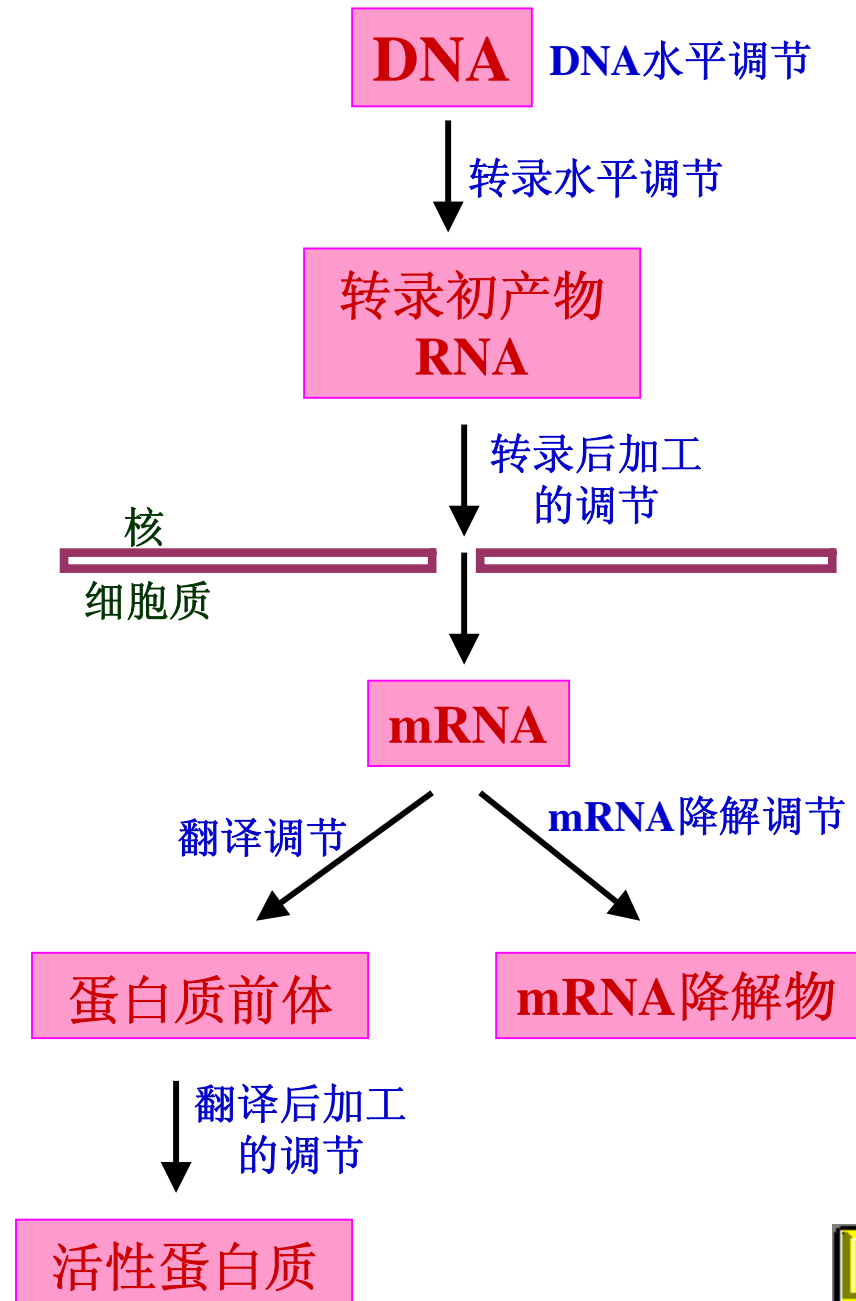 DNA
DNA水平调节
转录水平调节
转录初产物
RNA
转录后加工
的调节
核
细胞质
mRNA
翻译调节
mRNA降解调节
蛋白质前体
mRNA降解物
翻译后加工
的调节
活性蛋白质